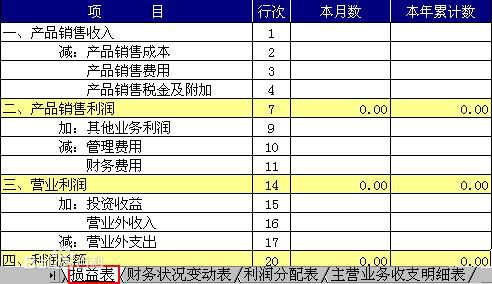 项 目 行次 本月数 本年累计数
一、产品销售收入 1
减：产品销售成本 2
产品销售费用 3
产品销售税金及附加 4
二、产品销售利润 7 0.00 0.00
加：其他业务利润 9
减：管理费用 10
财务费用 11
三、营业利润 14 0.00 0.00
加：投资收益 15
营业外收入 16
减：营业外支出 17
四、利润总额 20 0.00 0.00
损益表 / 财务状况变动表 / 利润分配表 / 主营业务收支明细表 /